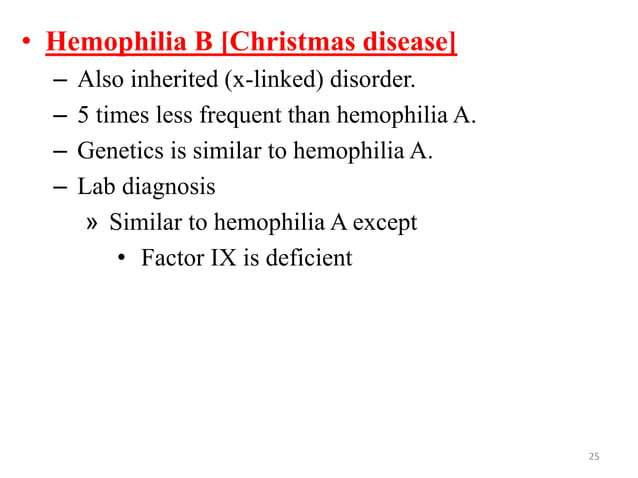 • Hemophilia B [Christmas disease]
– Also inherited (x-linked) disorder.
– 5 times less frequent than hemophilia A.
– Genetics is similar to hemophilia A.
– Lab diagnosis
» Similar to hemophilia A except
• Factor IX is deficient
25